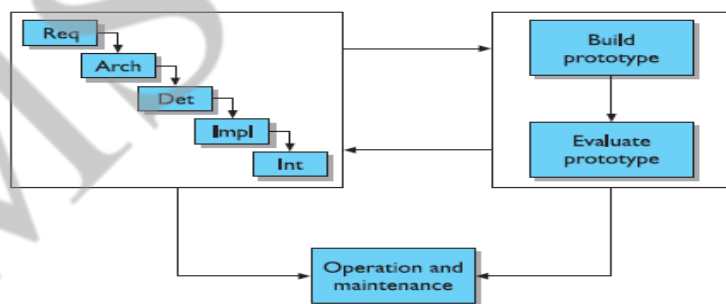 Req
Arch
Det
Impl
Int
Build
prototype
Evaluate
prototype
Operation and
maintenance